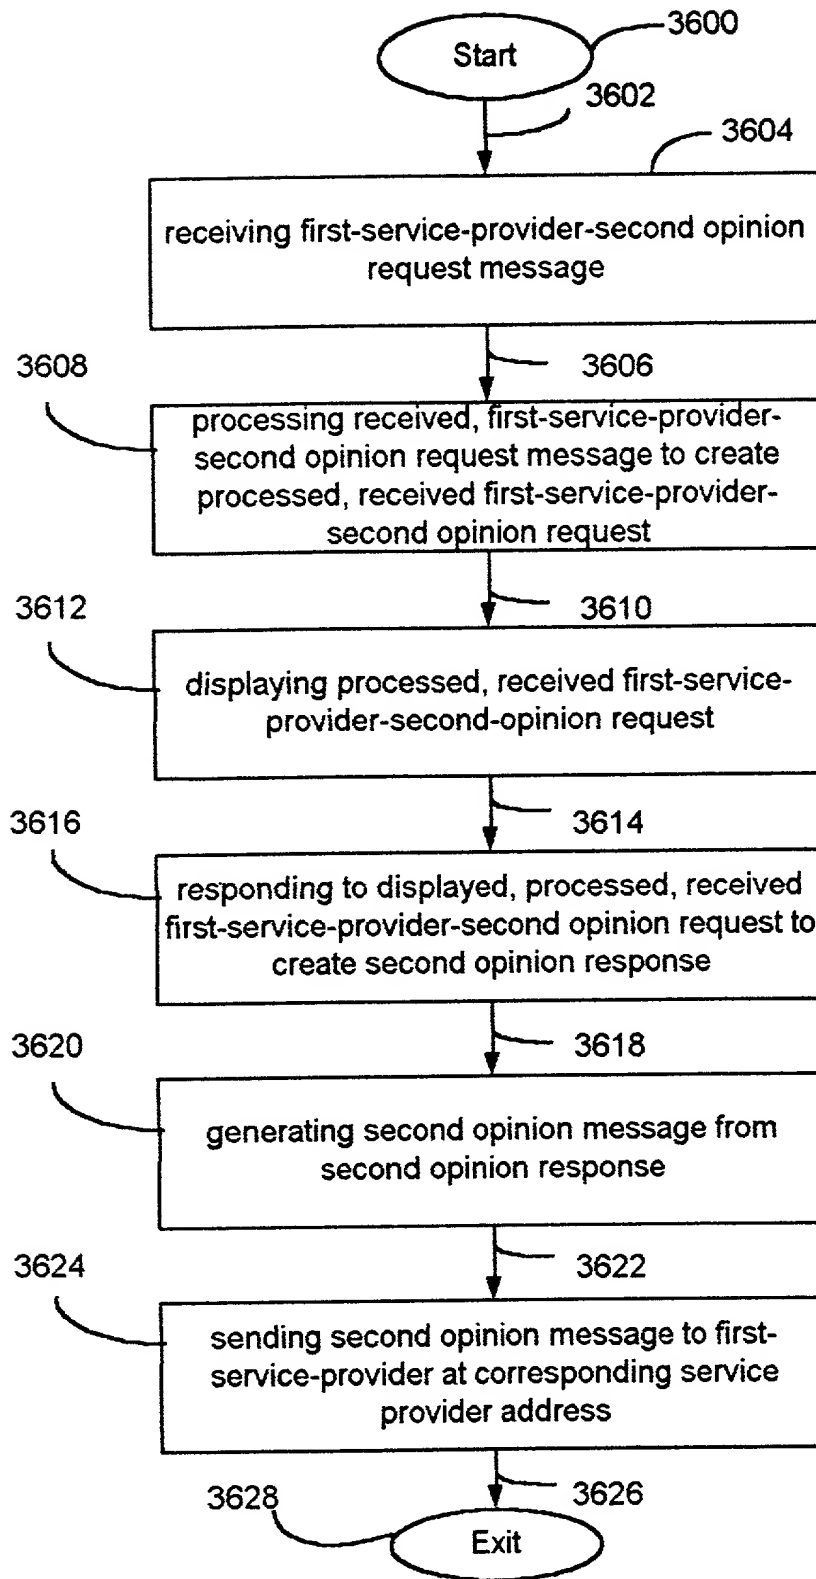 3600
Start
3602
3604
receiving first-service-provider-second opinion
request message
3606
3608
processing received, first-service-provider-
second opinion request message to create
processed, received first-service-provider-
second opinion request
3610
3612
displaying processed, received first-service-
provider-second-opinion request
3614
3616
responding to displayed, processed, received
first-service-provider-second opinion request to
create second opinion response
3618
3620
generating second opinion message from
second opinion response
3622
3624
sending second opinion message to first-
service-provider at corresponding service
provider address
3626
3628
Exit